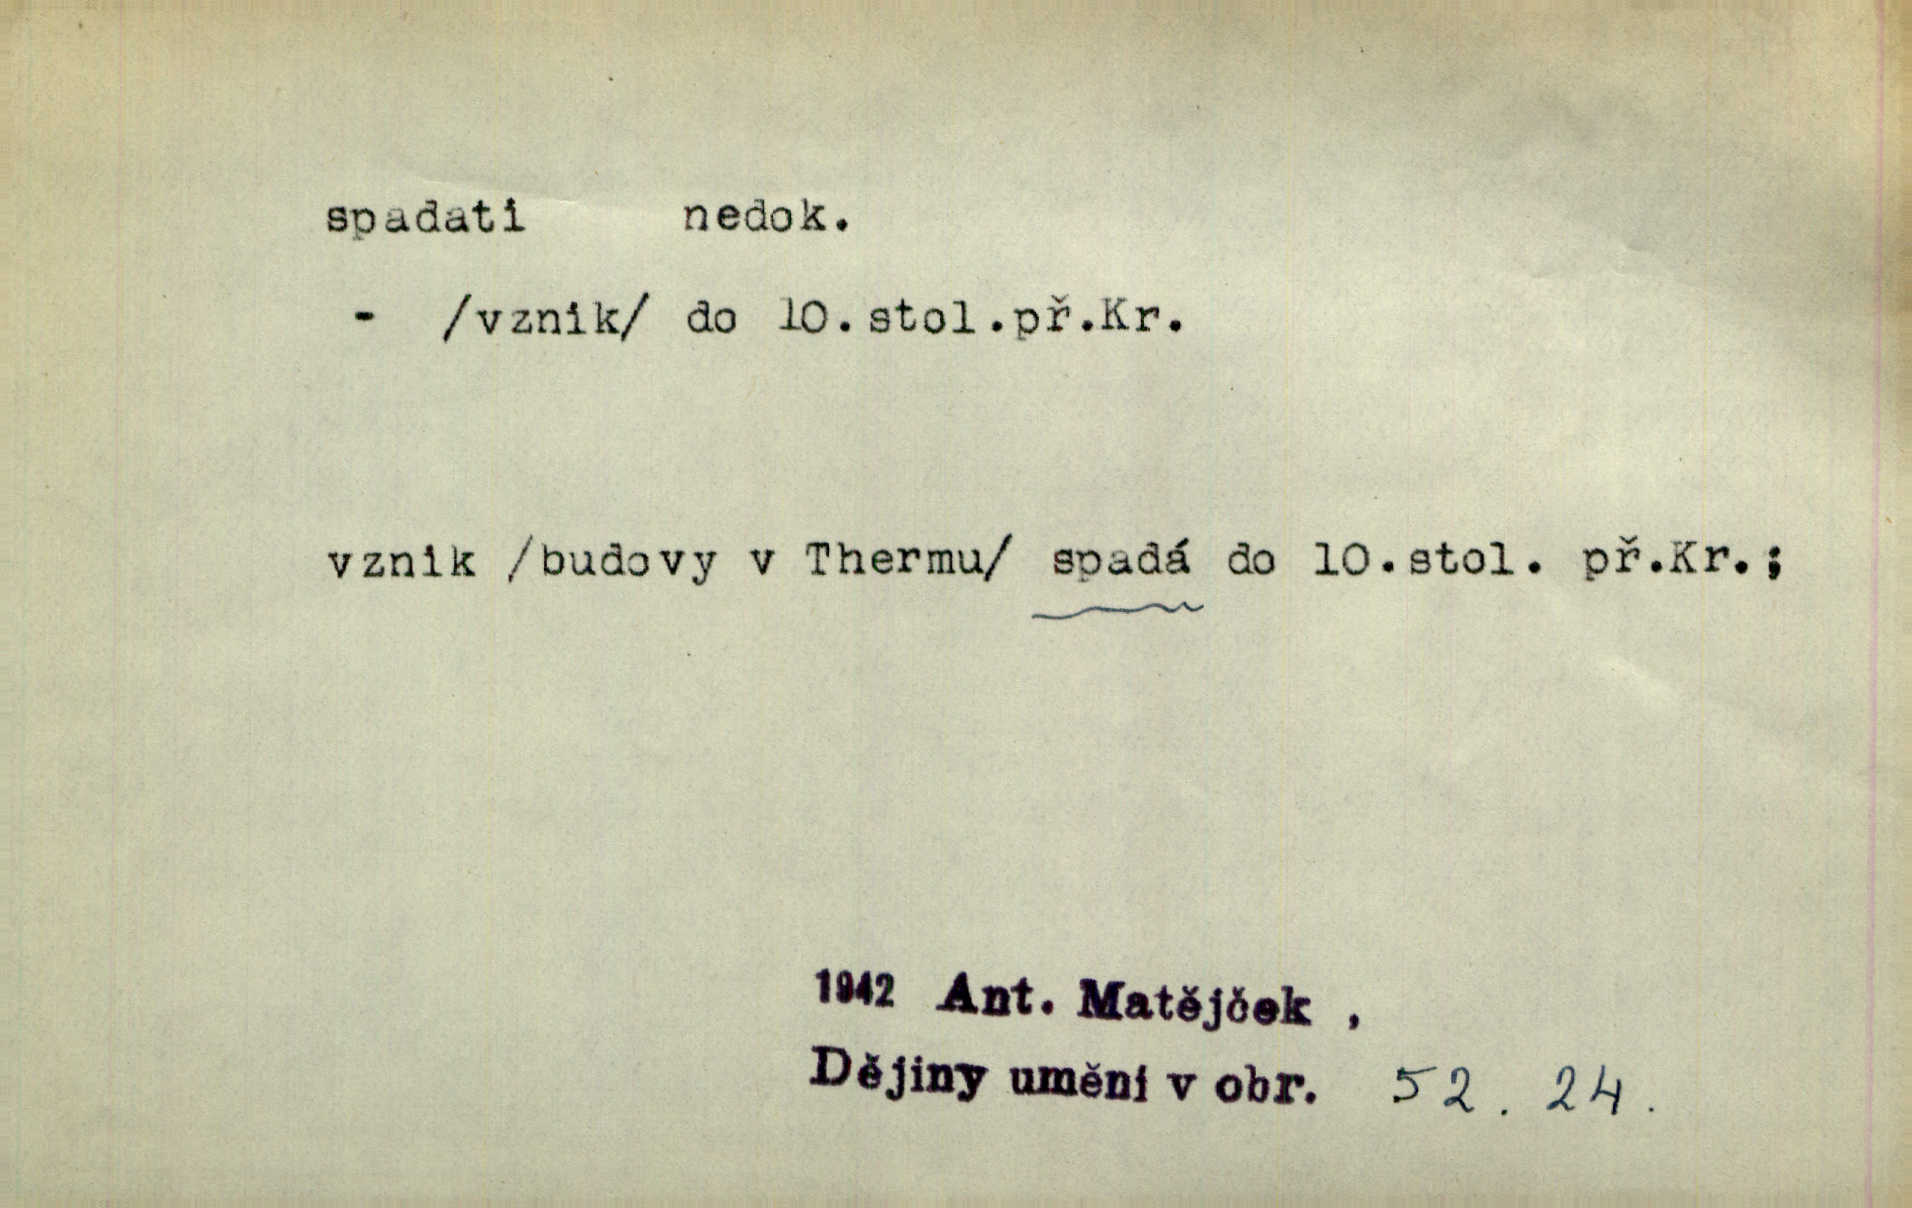 spadati nedok.
- /vznik/ do 10.stol.př.Kr.
vznik /budovy v Thermu/ spadá do 10.stol. př.Kr.;
1942 Ant. Matějček ,
Dějiny umění v obr. 52. 24.